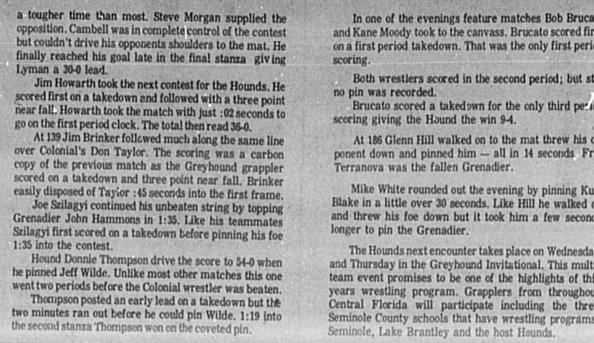 a tougher time than most. Steve Morgan supplied the
opposition. Cambell was in complete control of the contest
but couldn't drive his opponents shoulders to the mat. He
finally reached his goal late in the final stanza giving
Lyman a 30-0 lead.
Jim Howarth took the next contest for the Hounds. He
scored first on a takedown and followed with a three point
near fall. Howarth took the match with just :02 seconds to
go on the first period clock. The total then read 36-0.
At 139 Jim Brinker follcwed much along the same line
over Colonial's Don Taylor. The scoring was a carbon
copy of the previous match as the Greyhound grappler
scored on a takedown and three point near fall. Brinker
easily disposed of Taylor :45 seconds into the first frame.
Joe Szilagyi continued his unbeaten string by topping
Grenadier John Hammons in 1:35. Like his teammates
Szilagyi first scored on a takedown before pinning his foe
1:35 into the contest.
Hound Donnie Thompson drive the score to 54-0 when
he pinned Jeff Wilde. Unlike most other matches this one
went two periods before the Colonial wrestler was beaten.
Thompson posted an early lead on a takedown but the
two minutes ran out before he could pin Wilde. 1:19 into
the second stanza Thompson won on the coveted pin.
In one of the evenings feature matches Bob Bruca
and Kane Moody took to the canvass. Brucato scored fir
on a first period takedown. That was the only first peri
scoring.
Both wrestlers scored in the second period; but st
no pin was recorded.
Brucato scored a takedown for the only third pe
scoring giving the Hound the win 9-4.
At 186 Glenn Hill walked on to the mat threw his o
ponent down and pinned him — all in 14 seconds. Fr
Terranova was the fallen Grenadier.
Mike White rounded out the evening by pinning Ku
Blake in a little over 30 seconds. Like Hill he walked
and threw his foe down but it took him a few secon
longer to pin the Grenadier.
The Hounds next encounter takes place on Wednesda
and Thursday in the Greyhound Invitational. This mult
team event promises to be one of the highlights of thi
years wrestling program. Grapplers from throughou
Central Florida will participate including the thre
Seminole County schools that have wrestling programs
Seminole, Lake Brantley and the host Hounds.